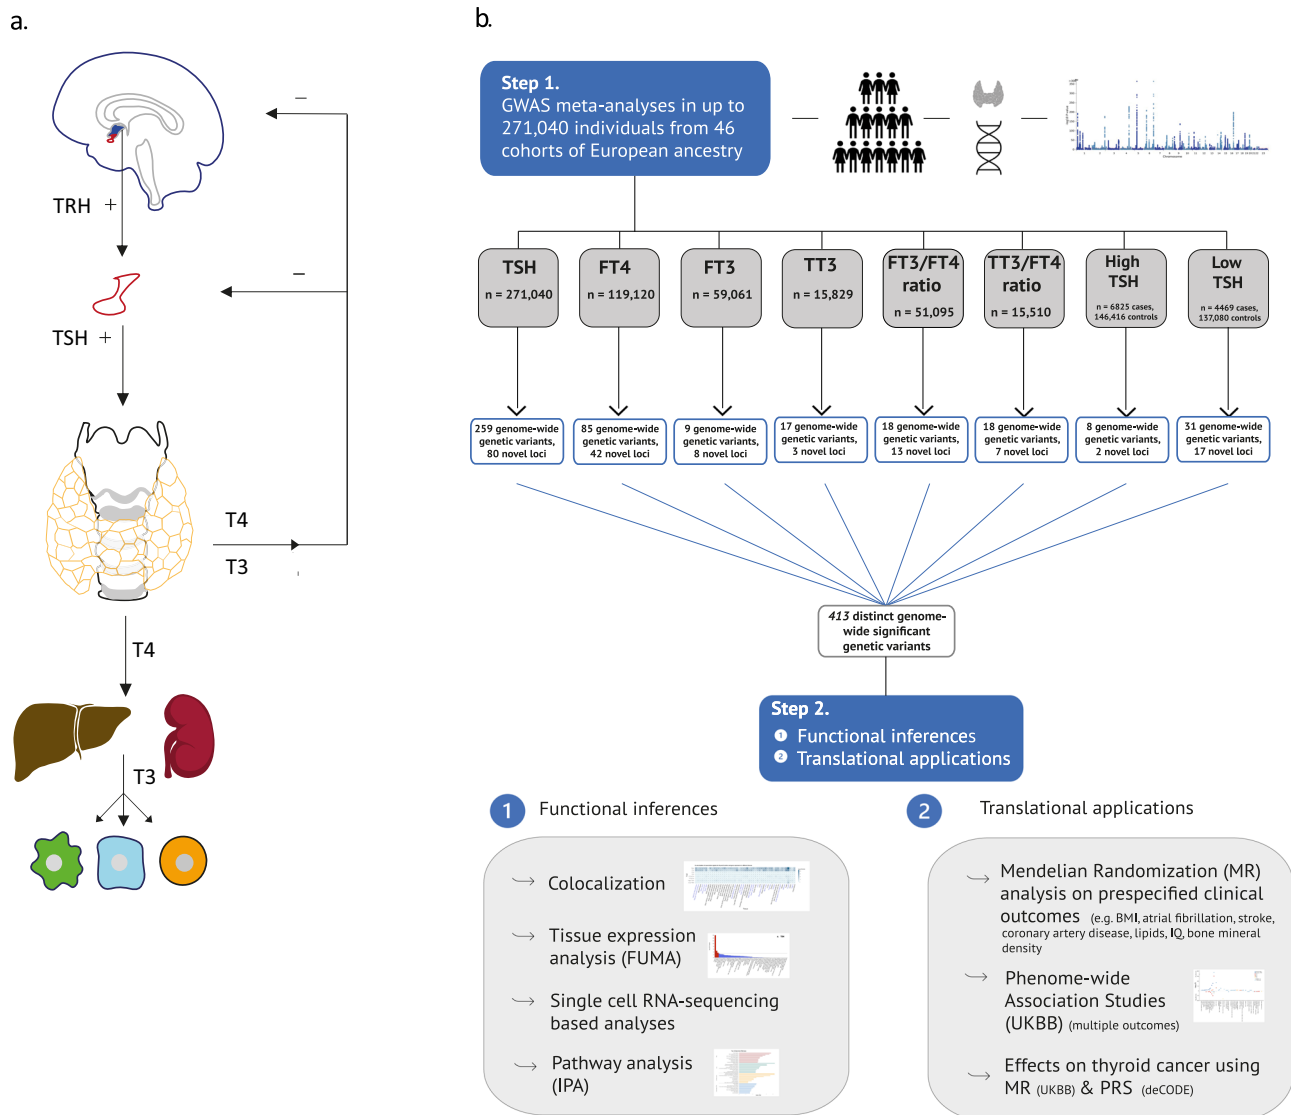 a.
TRH +
–
–
TSH +
T4
T3
T4
T3
b.
Step 1.
GWAS meta-analyses in up to
271,040 individuals from 46
cohorts of European ancestry
Chromosome
TSH
n = 271,040
FT4
n = 119,120
FT3
n = 59,061
TT3
n = 15,829
FT3/FT4
ratio
n = 51,095
TT3/FT4
ratio
n = 15,510
High
TSH
n = 6825 cases,
146,416 controls
Low
TSH
n = 4469 cases,
137,080 controls
259 genome-wide
genetic variants,
80 novel loci
85 genome-wide
genetic variants,
42 novel loci
9 genome-wide
genetic variants,
8 novel loci
17 genome-wide
genetic variants,
3 novel loci
18 genome-wide
genetic variants,
13 novel loci
18 genome-wide
genetic variants,
7 novel loci
8 genome-wide
genetic variants,
2 novel loci
31 genome-wide
genetic variants,
17 novel loci
413 distinct genome-
wide significant
genetic variants
Step 2.
1 Functional inferences
2 Translational applications
1 Functional inferences
Colocalization
Tissue expression
analysis (FUMA)
Single cell RNA-sequencing
based analyses
Pathway analysis
(IPA)
2 Translational applications
Mendelian Randomization (MR)
analysis on prespecified clinical
outcomes (e.g. BMI, atrial fibrillation, stroke,
coronary artery disease, lipids, IQ, bone mineral
density
Phenome-wide
Association Studies
(UKBB) (multiple outcomes)
Effects on thyroid cancer using
MR (UKBB) & PRS (deCODE)